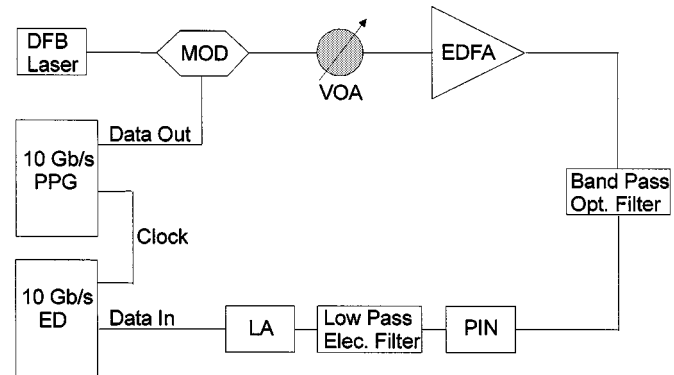 DFB
Laser
MOD
VOA
EDFA
Data Out
10 Gb/s
PPG
Band Pass
Opt. Filter
Clock
10 Gb/s
ED
Data In
LA
Low Pass
Elec. Filter
PIN